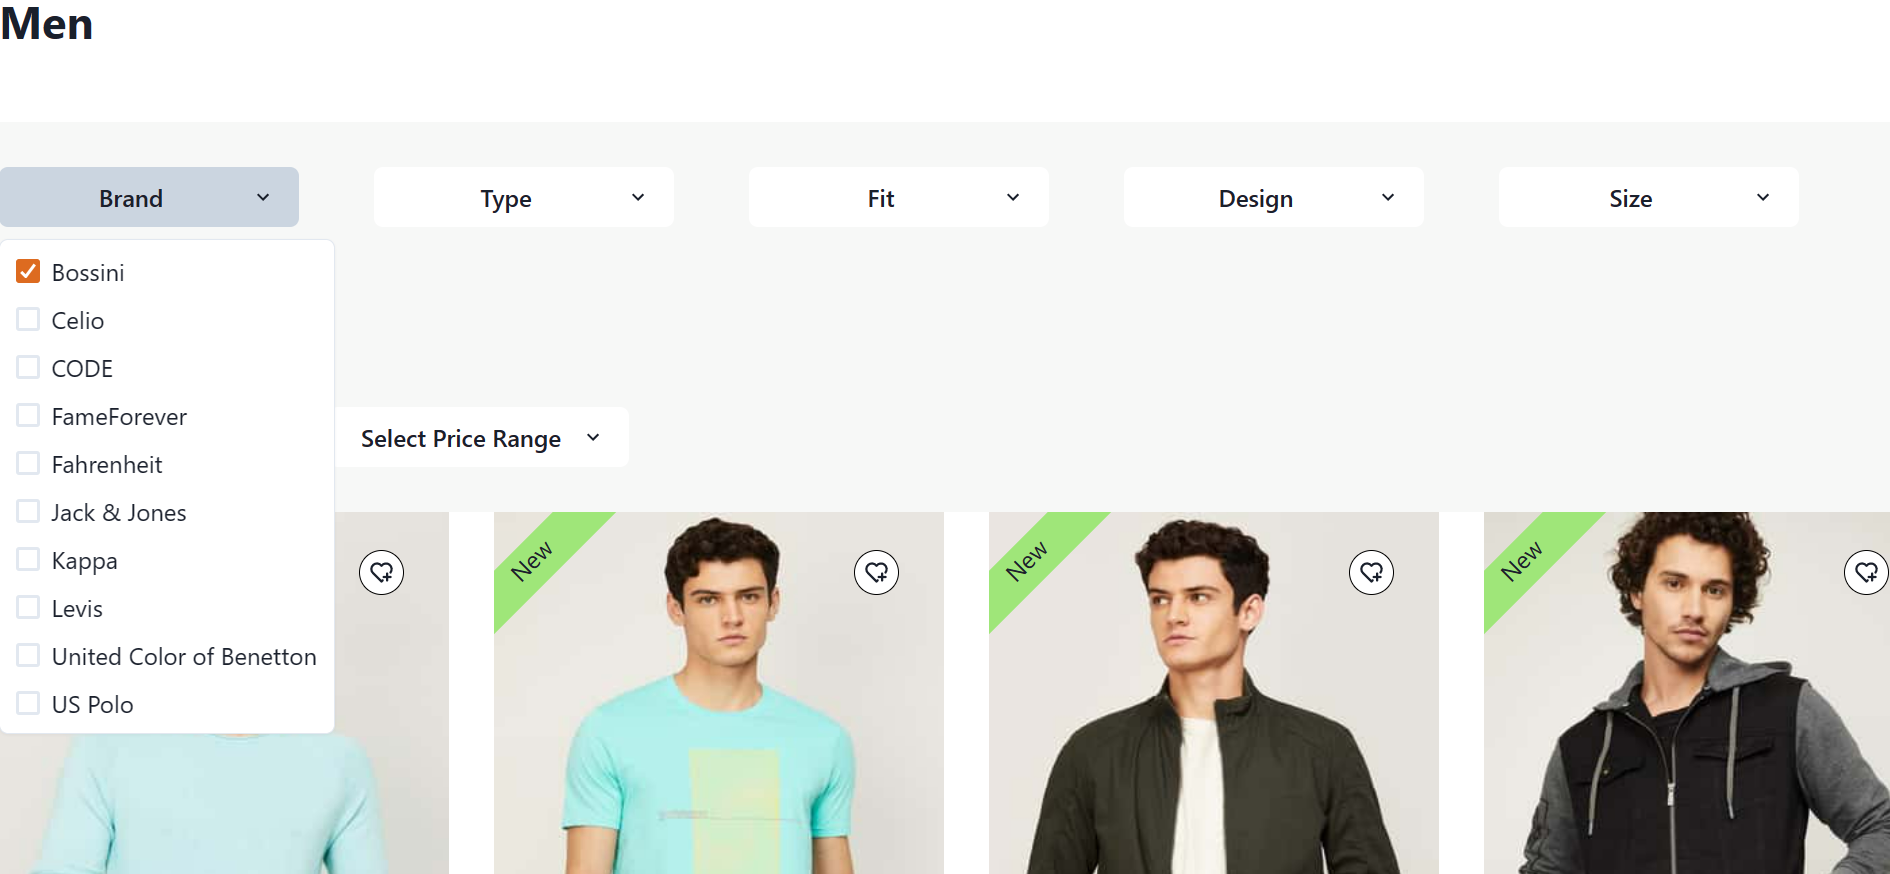 Men
Brand
Type
Fit
Design
Size
Bossini
Celio
CODE
FameForever
Fahrenheit
Jack & Jones
Kappa
Levis
United Color of Benetton
US Polo
Select Price Range
New
New
New